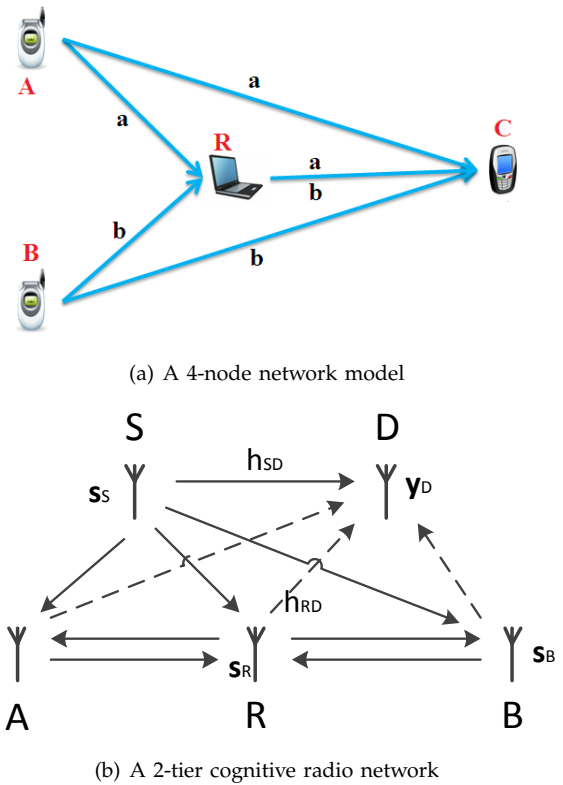 A
a
a
R
C
a
b
b
B
b
(a) A 4-node network model
S
D
hSD
sS
yD
hRD
sR
sB
A
R
B
(b) A 2-tier cognitive radio network